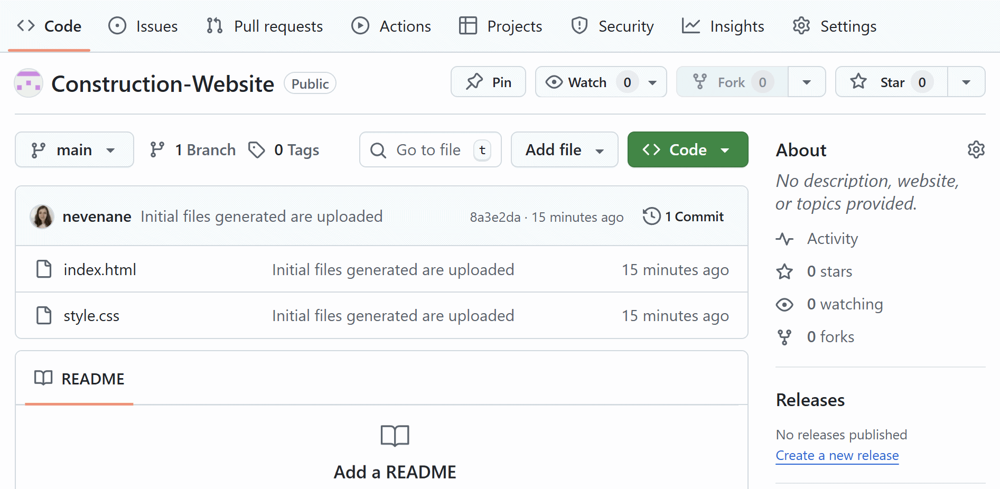 Code Issues Pull requests Actions Projects Security Insights Settings
Construction-Website Public Pin Watch 0 Fork 0 Star 0
main 1 Branch 0 Tags Go to file t Add file Code
nevenane Initial files generated are uploaded 8a3e2da · 15 minutes ago 1 Commit
index.html Initial files generated are uploaded 15 minutes ago
style.css Initial files generated are uploaded 15 minutes ago
README
Add a README
About
No description, website,
or topics provided.
Activity
0 stars
0 watching
0 forks
Releases
No releases published
Create a new release